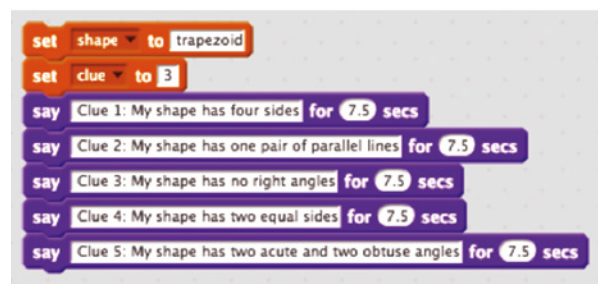 set shape to trapezoid
set clue to 3
say Clue 1: My shape has four sides for 7.5 secs
say Clue 2: My shape has one pair of parallel lines for 7.5 secs
say Clue 3: My shape has no right angles for 7.5 secs
say Clue 4: My shape has two equal sides for 7.5 secs
say Clue 5: My shape has two acute and two obtuse angles for 7.5 secs